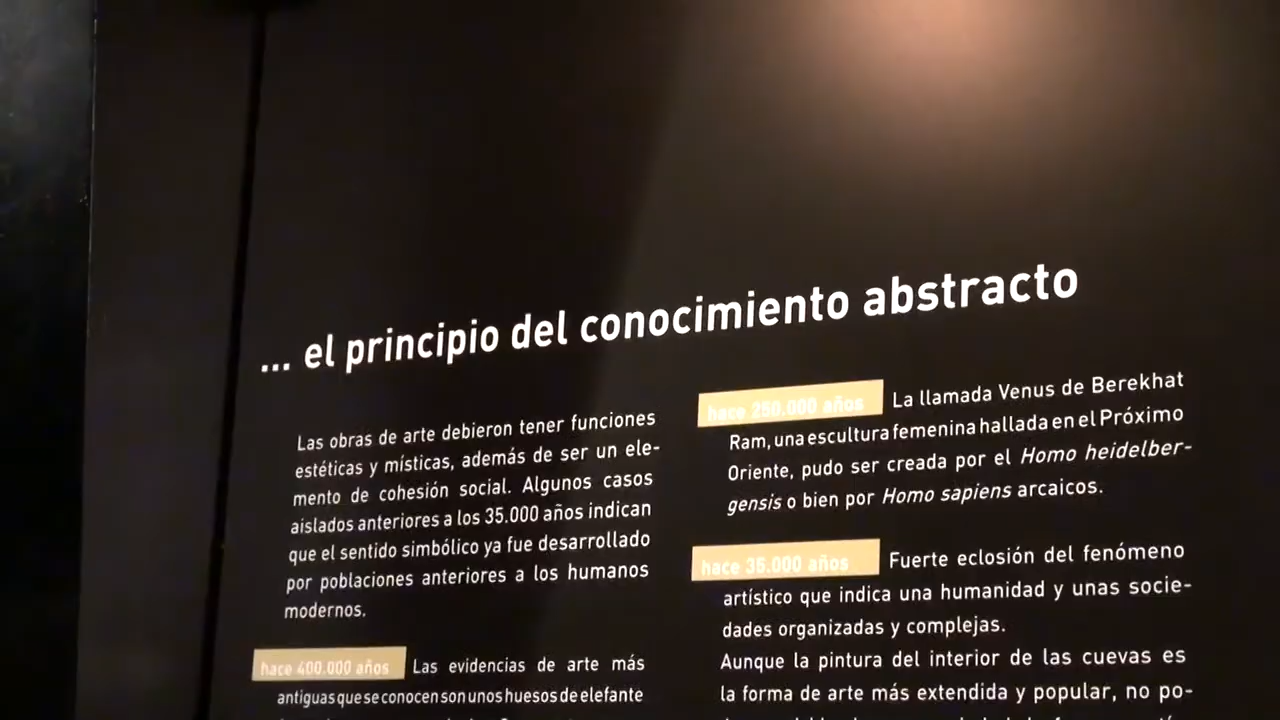 ... el principio del conocimiento abstracto
Las obras de arte debieron tener funciones
estéticas y místicas, además de ser un ele-
mento de cohesión social. Algunos casos
aislados anteriores a los 35.000 años indican
que el sentido simbólico ya fue desarrollado
por poblaciones anteriores a los humanos
modernos.
hace 400.000 años Las evidencias de arte más
antiguas que se conocen son unos huesos de elefante
hace 250.000 años La llamada Venus de Berekhat
Ram, una escultura femenina hallada en el Próximo
Oriente, pudo ser creada por el Homo heidelber-
gensis o bien por Homo sapiens arcaicos.
hace 35.000 años Fuerte eclosión del fenómeno
artístico que indica una humanidad y unas socie-
dades organizadas y complejas.
Aunque la pintura del interior de las cuevas es
la forma de arte más extendida y popular, no po-